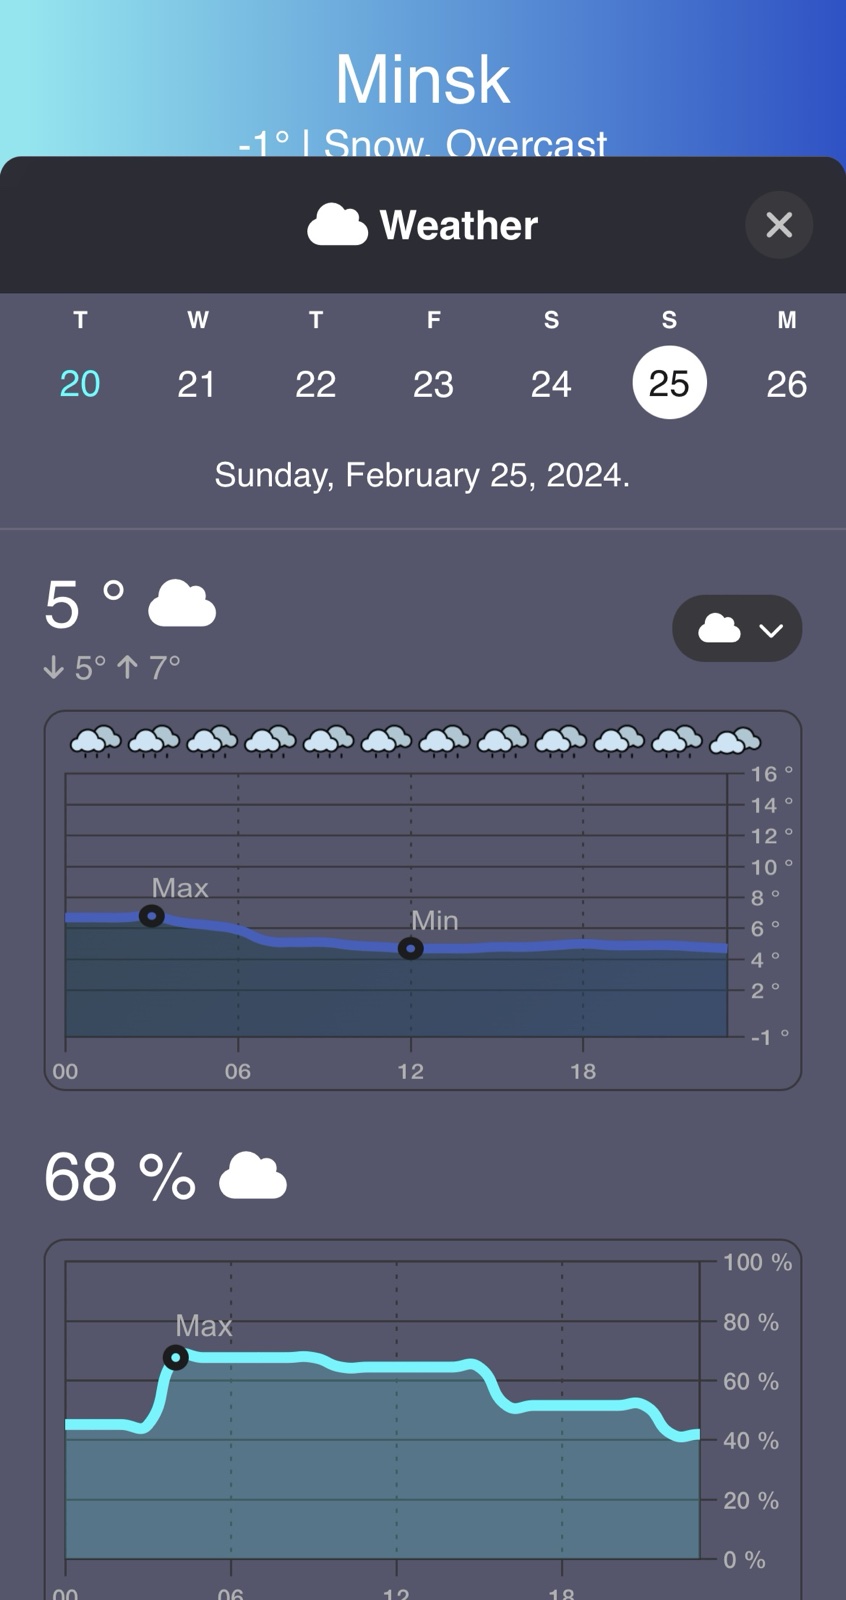 Minsk
-1° | Snow, Overcast
Weather
T W T F S S M
20 21 22 23 24 25 26
Sunday, February 25, 2024.
5 °
↓ 5° ↑ 7°
16 °
14 °
12 °
10 °
Max
8 °
Min
6 °
4 °
2 °
-1 °
00 06 12 18
68 %
100 %
Max
80 %
60 %
40 %
20 %
0 %
00 06 12 18